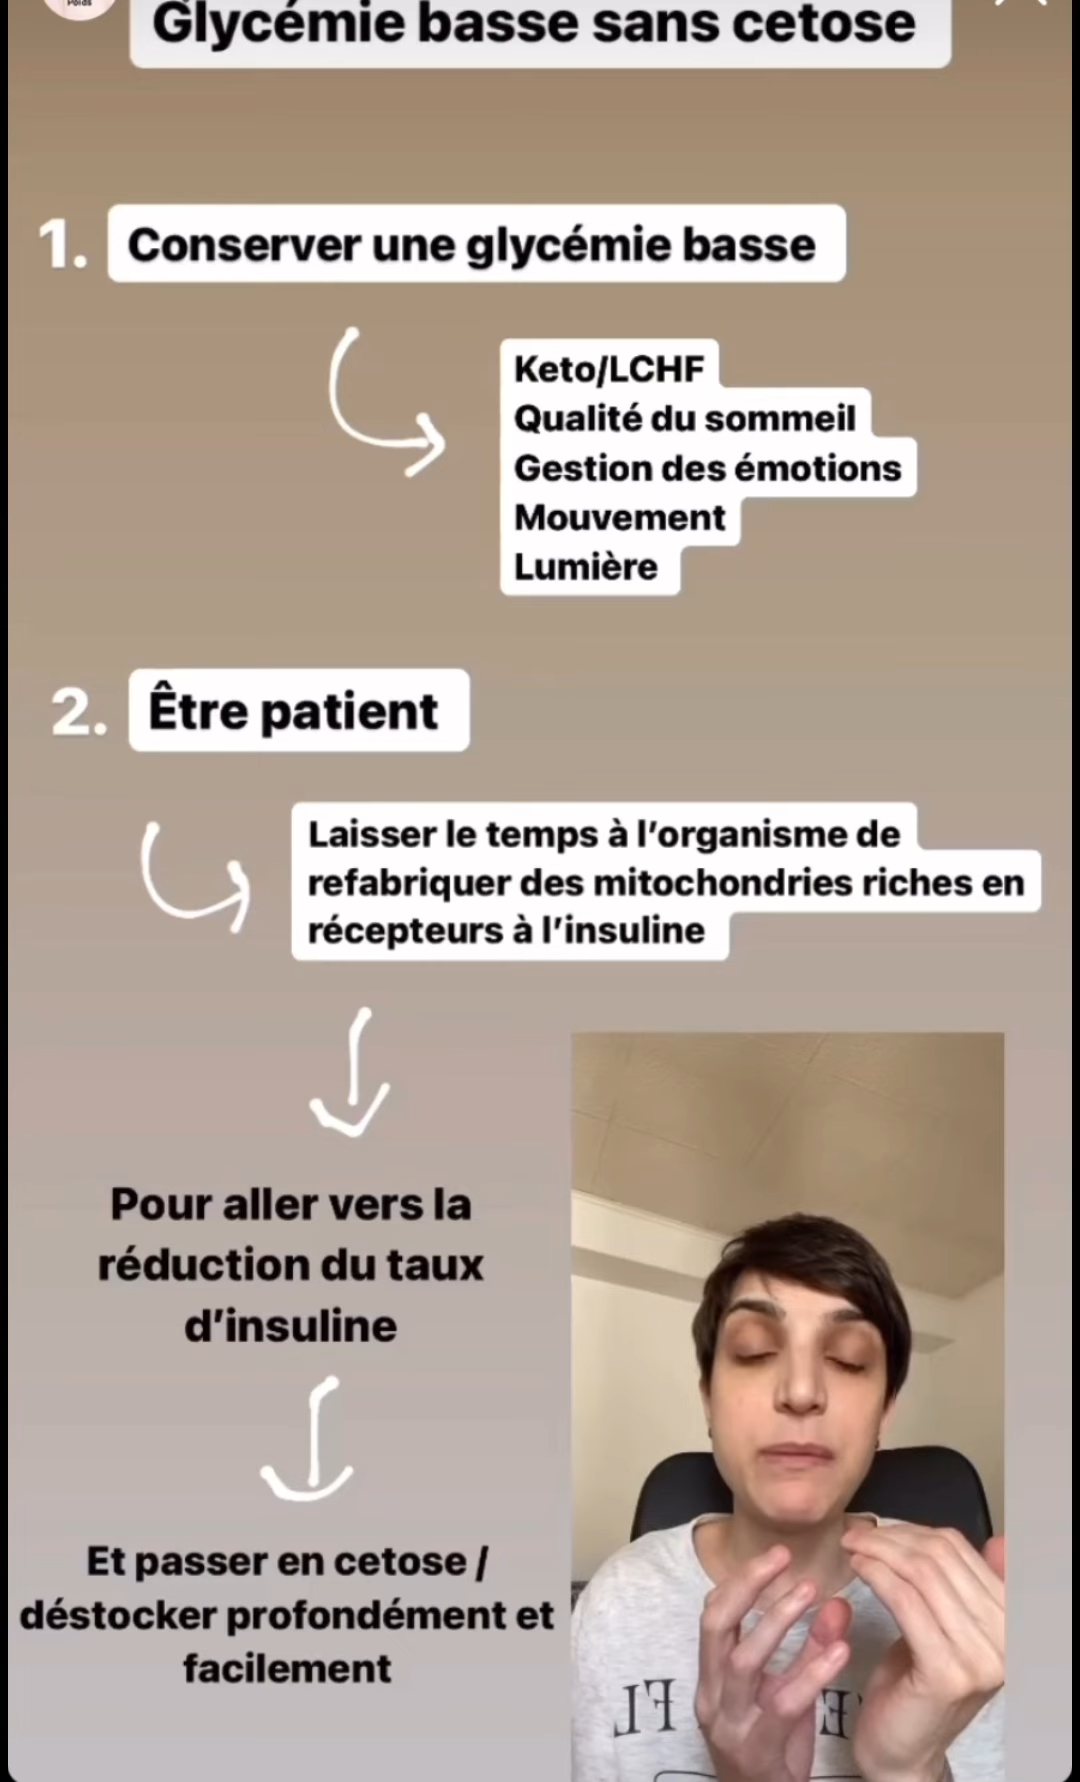 Poids
Glycémie basse sans cetose
1. Conserver une glycémie basse
Keto/LCHF
Qualité du sommeil
Gestion des émotions
Mouvement
Lumière
2. Être patient
Laisser le temps à l'organisme de
refabriquer des mitochondries riches en
récepteurs à l'insuline
Pour aller vers la
réduction du taux
d'insuline
Et passer en cetose /
déstocker profondément et
facilement